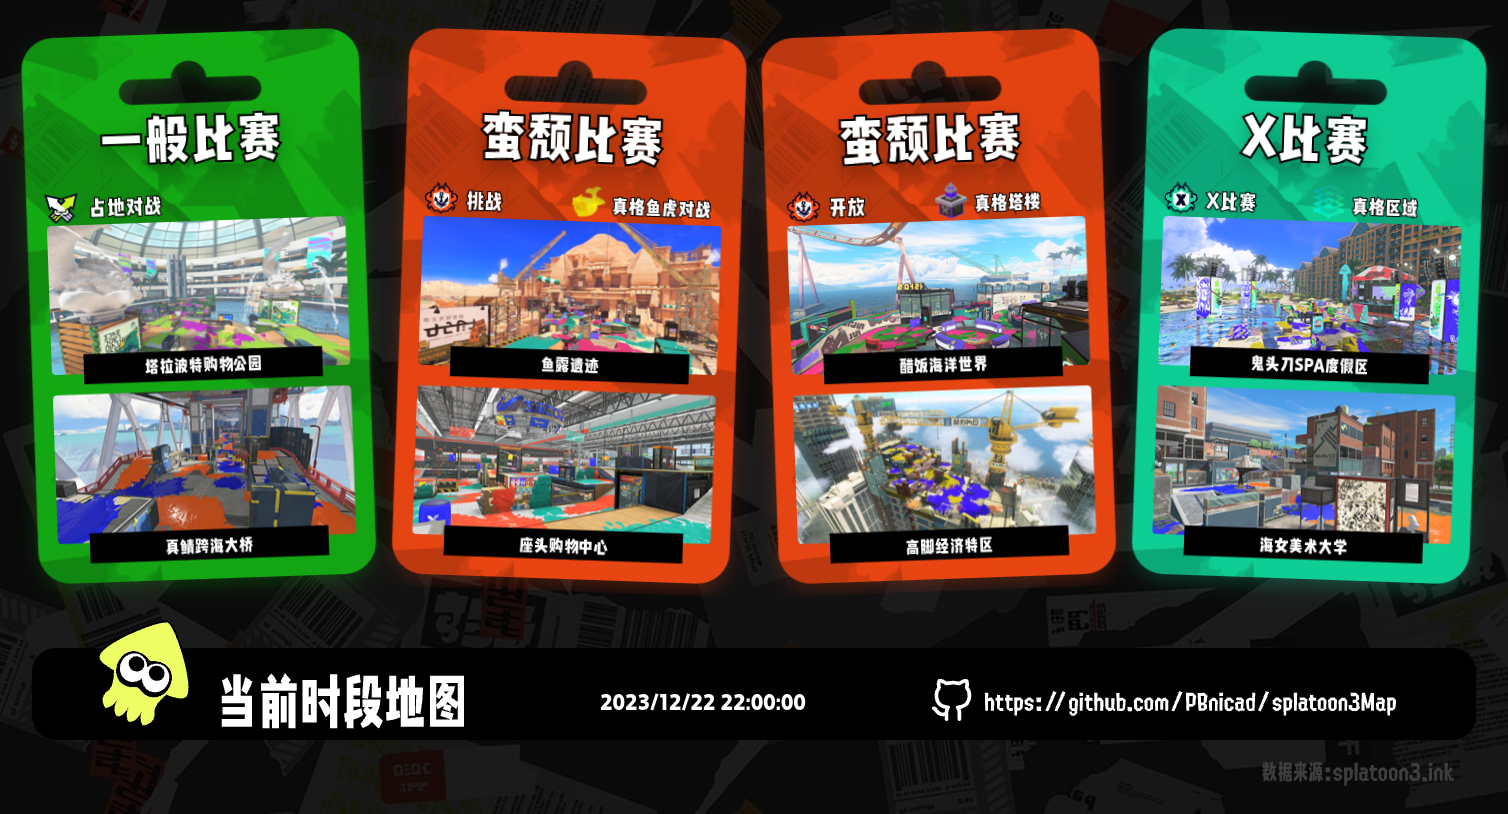 一般比赛
占地对战
塔拉波特购物公园
真鲭跨海大桥
蛮颓比赛
挑战
真格鱼虎对战
鱼露遗迹
座头购物中心
蛮颓比赛
开放
真格塔楼
醋饭海洋世界
高脚经济特区
X比赛
X比赛
真格区域
鬼头刀SPA度假区
海女美术大学
当前时段地图
2023/12/22 22:00:00
https://github.com/PBnicad/splatoon3Map
数据来源:splatoon3.ink